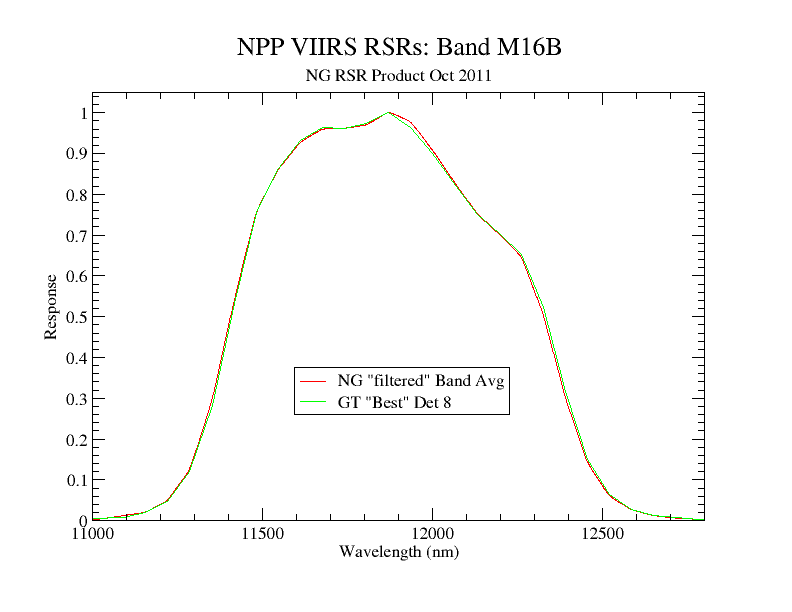 NPP VIIRS RSRs: Band M16B
NG RSR Product Oct 2011
1
0.9
0.8
0.7
0.6
0.5
0.4
0.3
0.2
0.1
0
Response
NG "filtered" Band Avg
GT "Best" Det 8
11000 11500 12000 12500
Wavelength (nm)